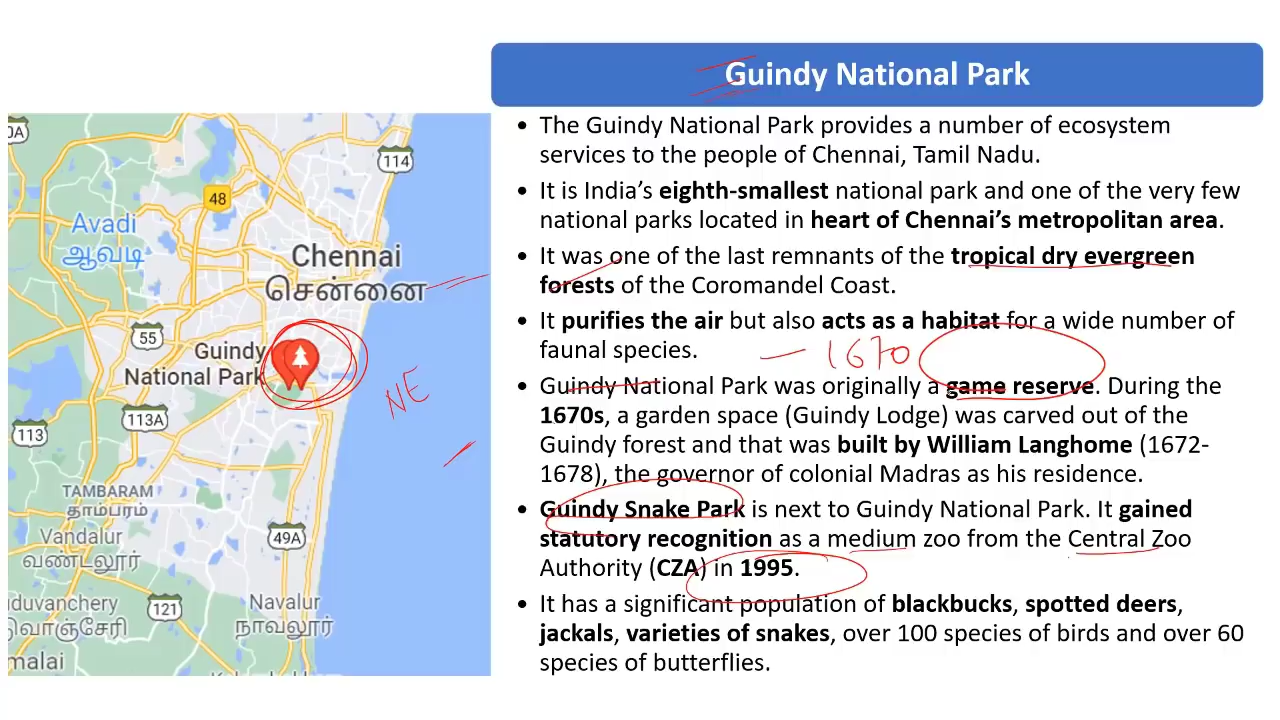 Guindy National Park
• The Guindy National Park provides a number of ecosystem
services to the people of Chennai, Tamil Nadu.
• It is India’s eighth-smallest national park and one of the very few
national parks located in heart of Chennai’s metropolitan area.
• It was one of the last remnants of the tropical dry evergreen
forests of the Coromandel Coast.
• It purifies the air but also acts as a habitat for a wide number of
faunal species.
– 1670
• Guindy National Park was originally a game reserve. During the
1670s, a garden space (Guindy Lodge) was carved out of the
Guindy forest and that was built by William Langhome (1672-
1678), the governor of colonial Madras as his residence.
• Guindy Snake Park is next to Guindy National Park. It gained
statutory recognition as a medium zoo from the Central Zoo
Authority (CZA) in 1995.
• It has a significant population of blackbucks, spotted deers,
jackals, varieties of snakes, over 100 species of birds and over 60
species of butterflies.
0A
114
48
Avadi
ஆவடி
Chennai
சென்னை
55
Guindy
National Park
NE
113A
113
TAMBARAM
தாம்பரம்
49A
Vandalur
வண்டலூர்
duvanchery
121
Navalur
நாவலூர்
malai